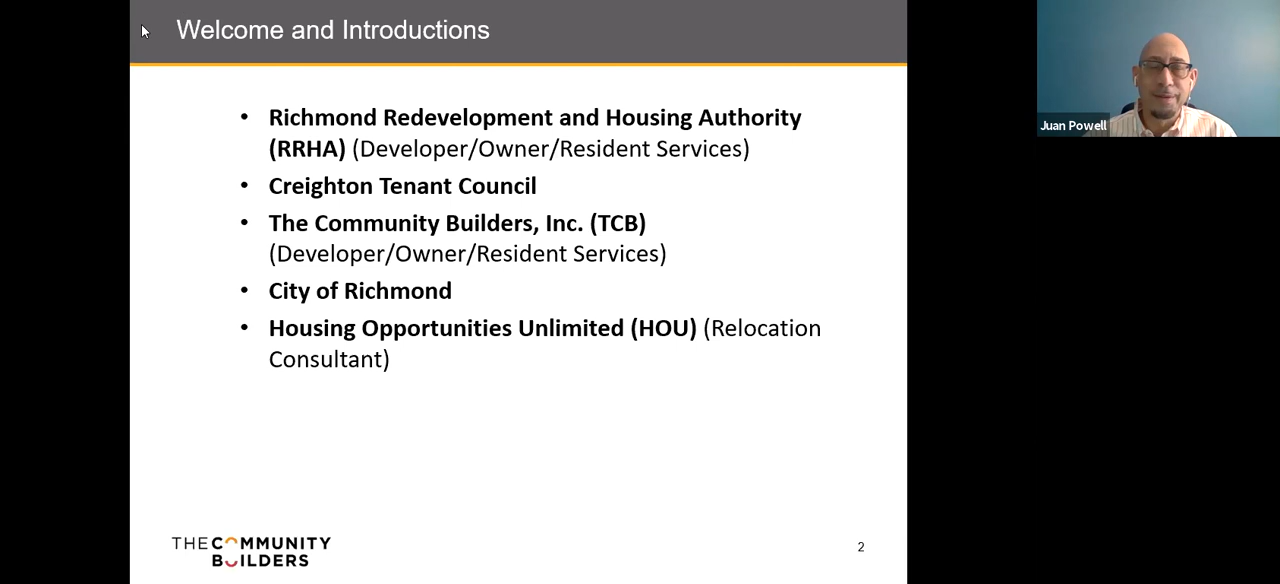 Welcome and Introductions
Juan Powell
• Richmond Redevelopment and Housing Authority
(RRHA) (Developer/Owner/Resident Services)
• Creighton Tenant Council
• The Community Builders, Inc. (TCB)
(Developer/Owner/Resident Services)
• City of Richmond
• Housing Opportunities Unlimited (HOU) (Relocation
Consultant)
THE COMMUNITY
BUILDERS
2